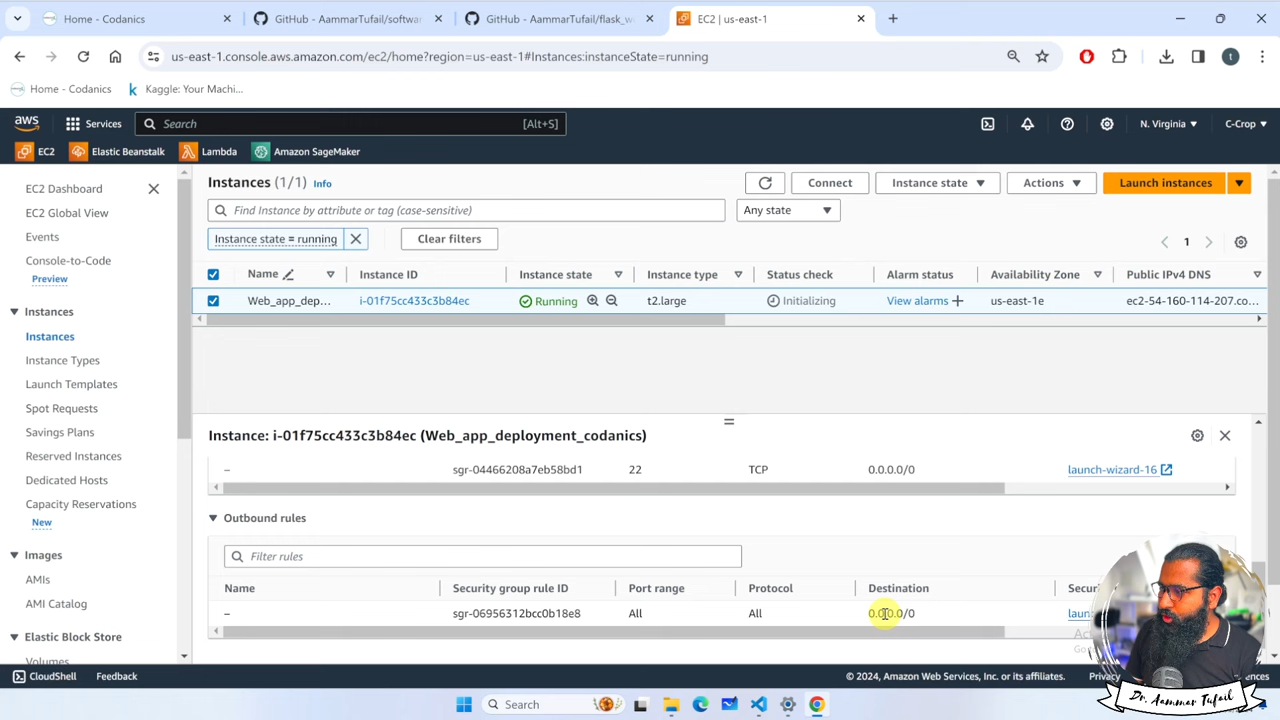 Home - Codanics
GitHub - AammarTufail/softwar
GitHub - AammarTufail/flask_w
EC2 | us-east-1
us-east-1.console.aws.amazon.com/ec2/home?region=us-east-1#Instances:instanceState=running
t
Home - Codanics
Kaggle: Your Machi...
aws
Services
Search
[Alt+S]
N. Virginia
C-Crop
EC2
Elastic Beanstalk
Lambda
Amazon SageMaker
EC2 Dashboard
EC2 Global View
Events
Console-to-Code
Preview
Instances
Instances
Instance Types
Launch Templates
Spot Requests
Savings Plans
Reserved Instances
Dedicated Hosts
Capacity Reservations
New
Images
AMIs
AMI Catalog
Elastic Block Store
Volumes
Instances (1/1) Info
Connect
Instance state
Actions
Launch instances
Find Instance by attribute or tag (case-sensitive)
Any state
Instance state = running
Clear filters
1
Name Instance ID Instance state Instance type Status check Alarm status Availability Zone Public IPv4 DNS
Web_app_dep... i-01f75cc433c3b84ec Running t2.large Initializing View alarms + us-east-1e ec2-54-160-114-207.co...
Instance: i-01f75cc433c3b84ec (Web_app_deployment_codanics)
– sgr-04466208a7eb58bd1 22 TCP 0.0.0.0/0 launch-wizard-16
Outbound rules
Filter rules
Name Security group rule ID Port range Protocol Destination Secu
– sgr-06956312bcc0b18e8 All All 0.0.0.0/0 laun
CloudShell
Feedback
© 2024, Amazon Web Services, Inc. or its affiliates.
Search
Dr. Aammar Tufail